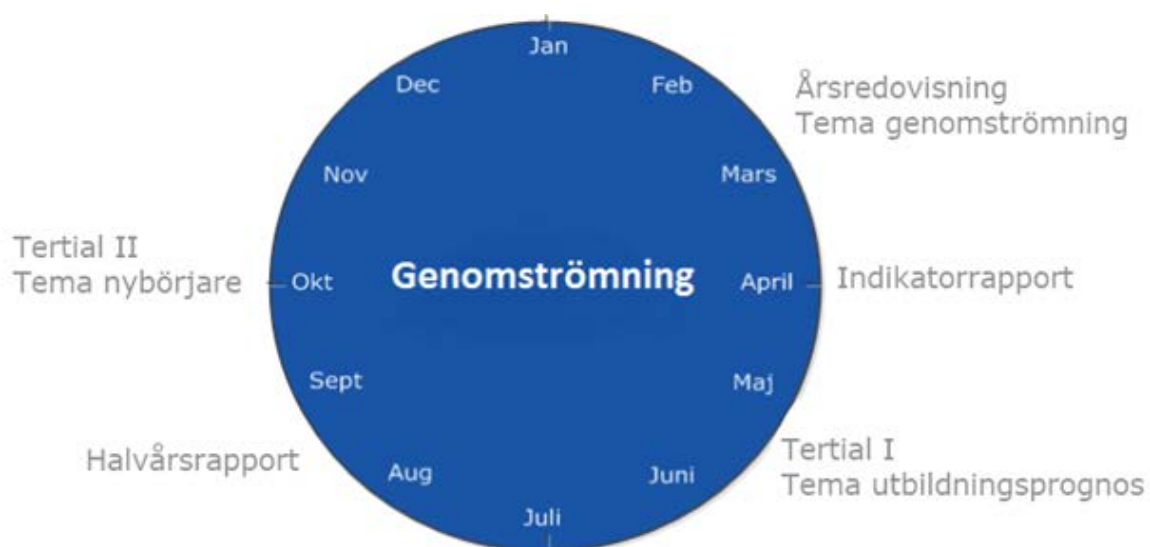 Jan
Dec
Feb
Årsredovisning
Tema genomströmning
Nov
Mars
Tertial II
Tema nybörjare
Okt
Genomströmning
April
Indikatorrapport
Sept
Maj
Halvårsrapport
Aug
Juni
Tertial I
Tema utbildningsprognos
Juli